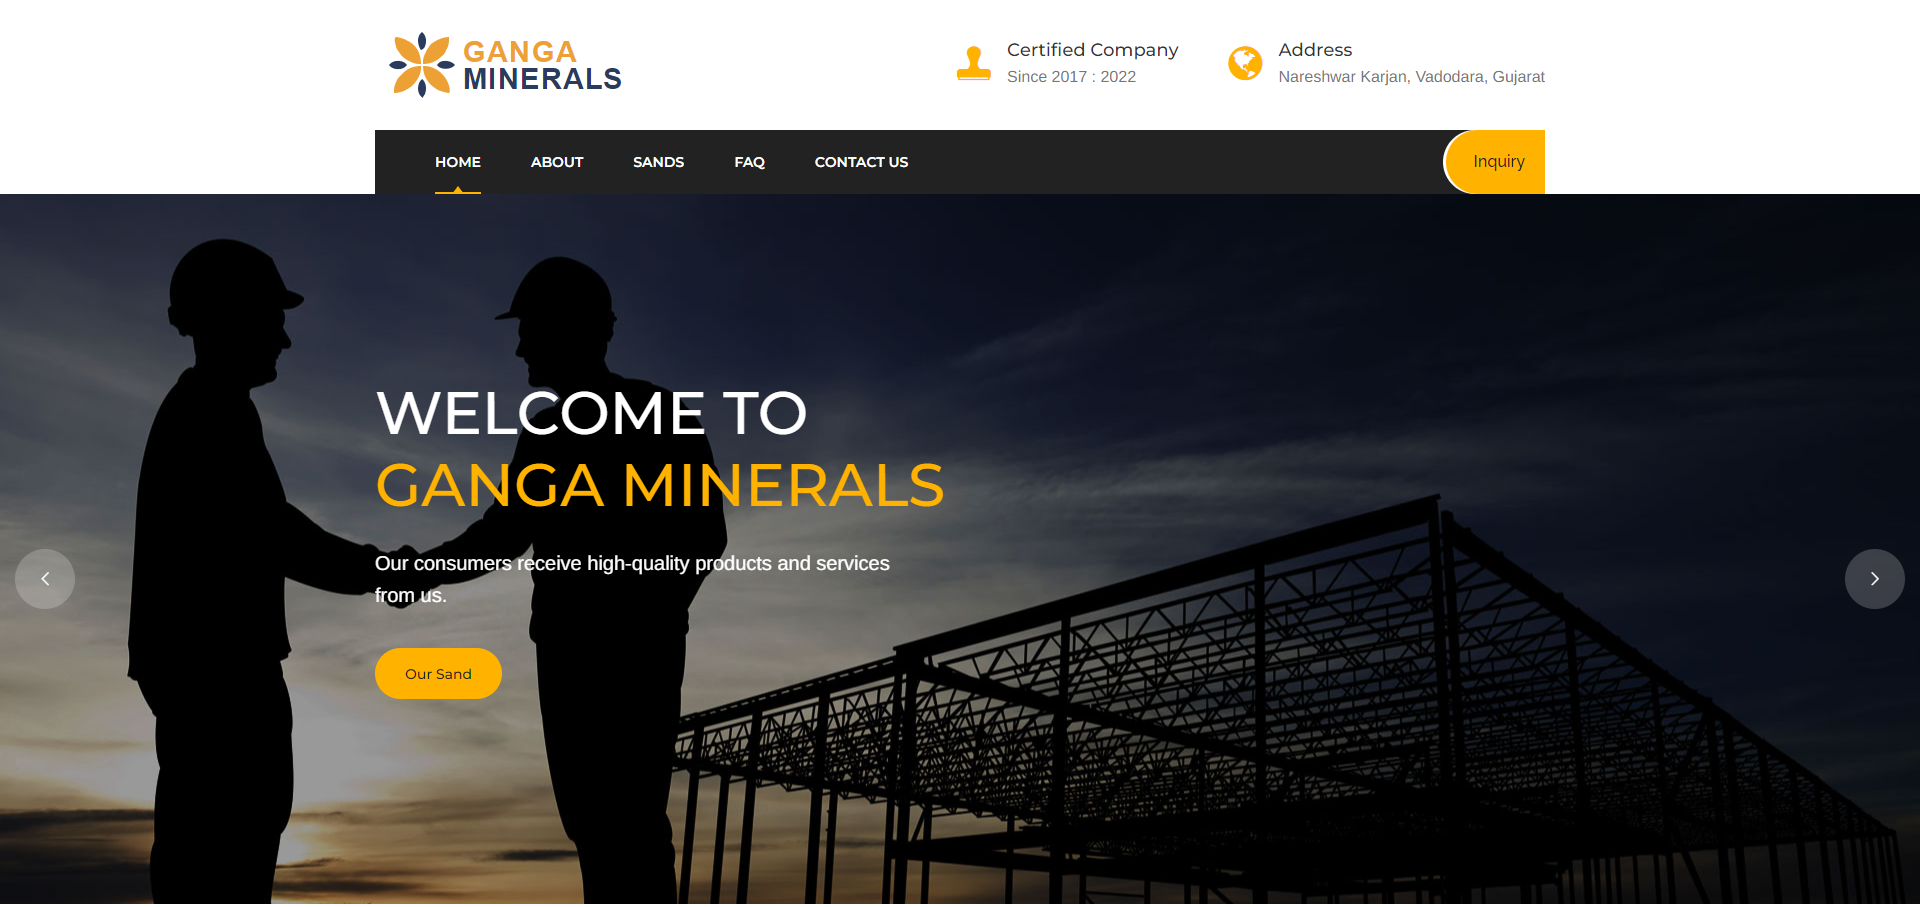 GANGA
MINERALS
Certified Company
Since 2017 : 2022
Address
Nareshwar Karjan, Vadodara, Gujarat
HOME
ABOUT
SANDS
FAQ
CONTACT US
Inquiry
WELCOME TO
GANGA MINERALS
Our consumers receive high-quality products and services
from us.
Our Sand